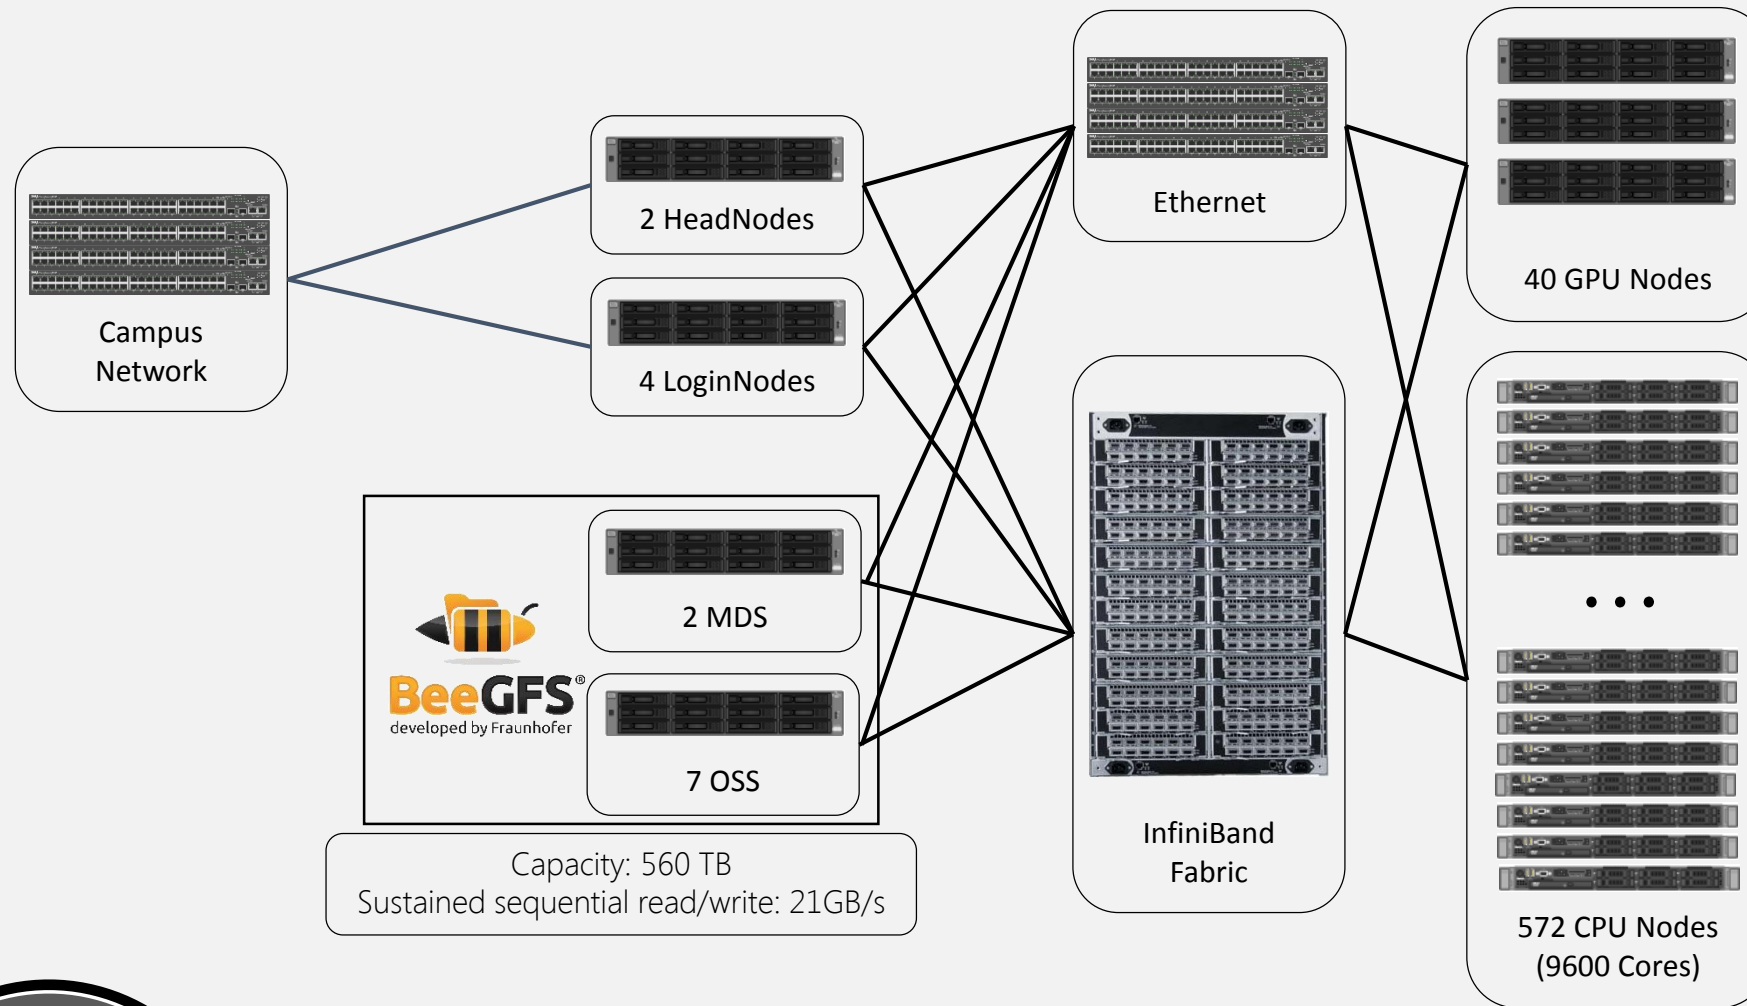 Campus
Network
2 HeadNodes
4 LoginNodes
BeeGFS®
developed by Fraunhofer
2 MDS
7 OSS
Capacity: 560 TB
Sustained sequential read/write: 21GB/s
Ethernet
InfiniBand
Fabric
40 GPU Nodes
...
572 CPU Nodes
(9600 Cores)